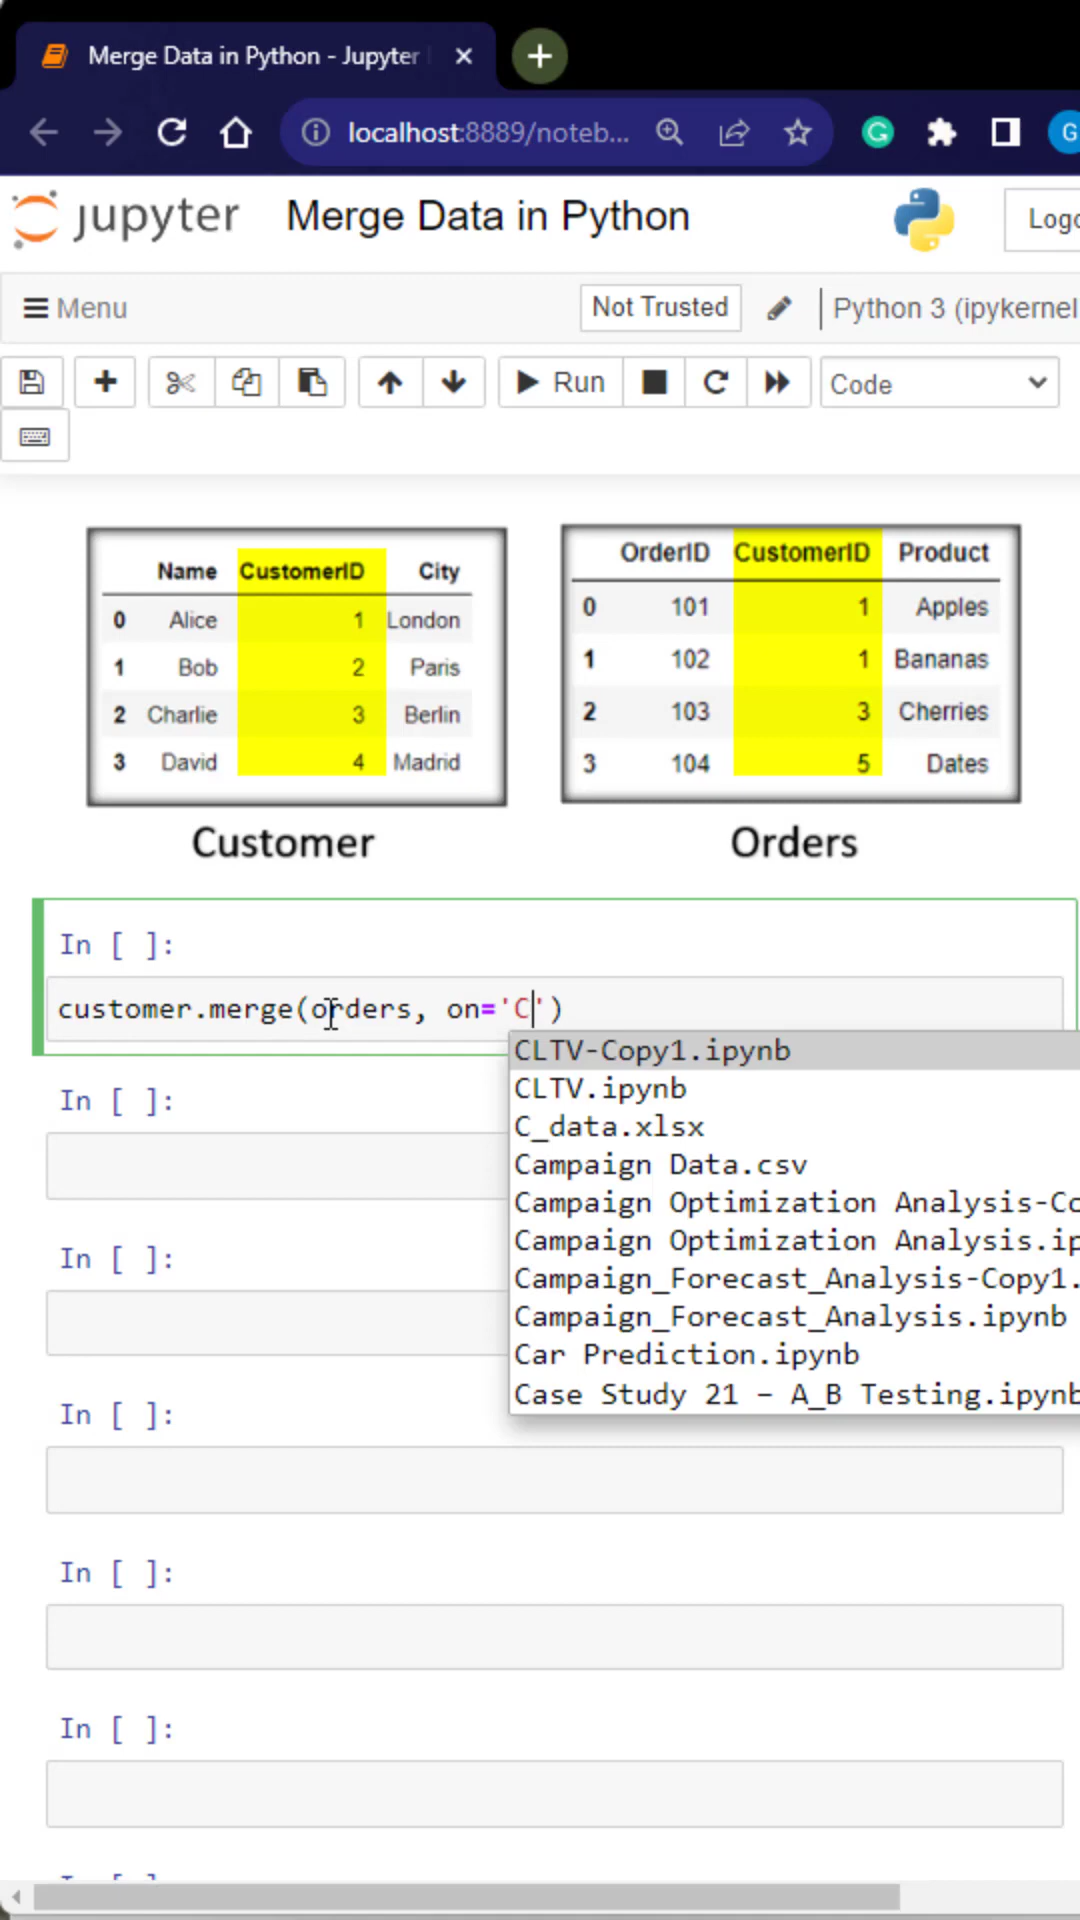 Merge Data in Python - Jupyter
localhost:8889/noteb...
G
G
jupyter Merge Data in Python
Logo
Menu
Not Trusted
Python 3 (ipykernel
Run
Code
Name CustomerID City
0 Alice 1 London
1 Bob 2 Paris
2 Charlie 3 Berlin
3 David 4 Madrid
Customer
OrderID CustomerID Product
0 101 1 Apples
1 102 1 Bananas
2 103 3 Cherries
3 104 5 Dates
Orders
In [ ]:
customer.merge(orders, on='C')
CLTV-Copy1.ipynb
CLTV.ipynb
C_data.xlsx
Campaign Data.csv
Campaign Optimization Analysis-Co
Campaign Optimization Analysis.ip
Campaign_Forecast_Analysis-Copy1.
Campaign_Forecast_Analysis.ipynb
Car Prediction.ipynb
Case Study 21 – A_B Testing.ipynb
In [ ]:
In [ ]:
In [ ]:
In [ ]:
In [ ]: